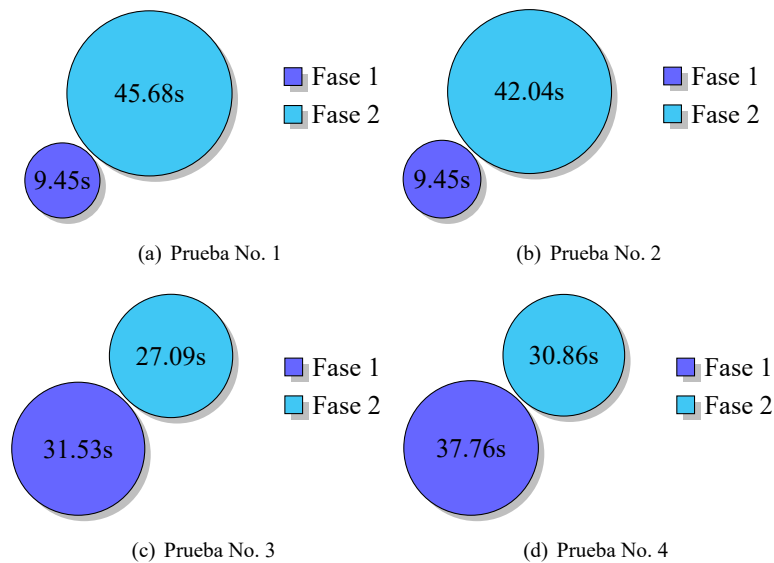 45.68s
9.45s
Fase 1
Fase 2
(a) Prueba No. 1
42.04s
9.45s
Fase 1
Fase 2
(b) Prueba No. 2
27.09s
31.53s
Fase 1
Fase 2
(c) Prueba No. 3
30.86s
37.76s
Fase 1
Fase 2
(d) Prueba No. 4